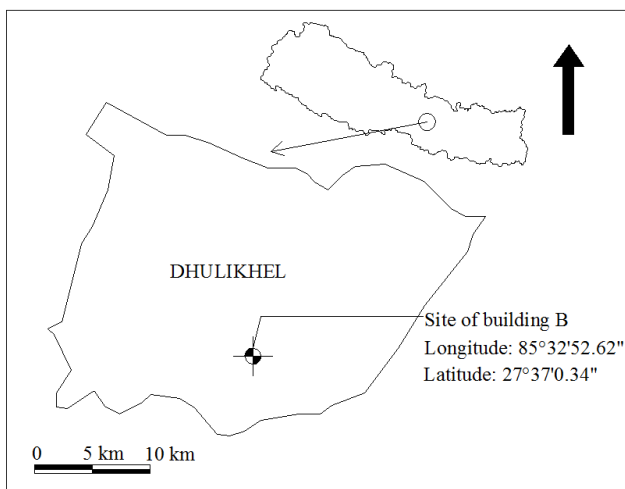 DHULIKHEL
Site of building B
Longitude: 85°32'52.62"
Latitude: 27°37'0.34"
0 5 km 10 km